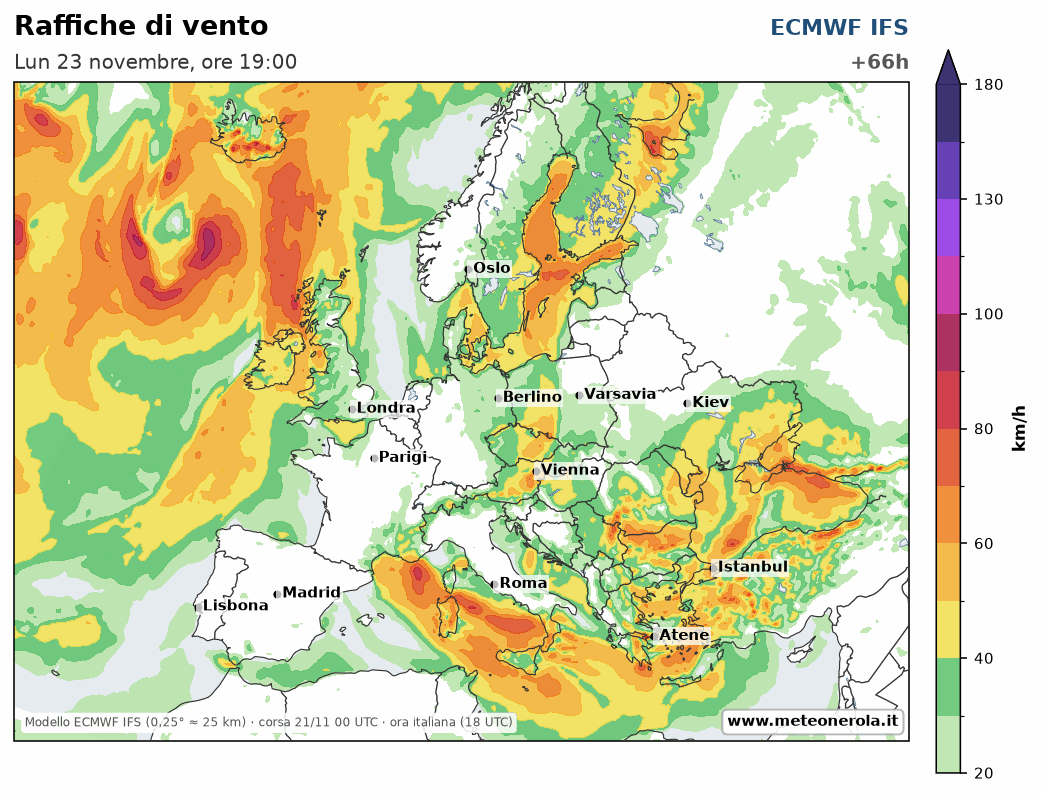 Raffiche di vento
ECMWF IFS
Lun 23 novembre, ore 19:00
+66h
180
130
100
80
60
40
20
km/h
Oslo
Berlino
Varsavia
Kiev
Londra
Parigi
Vienna
Istanbul
Roma
Madrid
Lisbona
Atene
Modello ECMWF IFS (0,25° ≈ 25 km) · corsa 21/11 00 UTC · ora italiana (18 UTC)
www.meteonerola.it